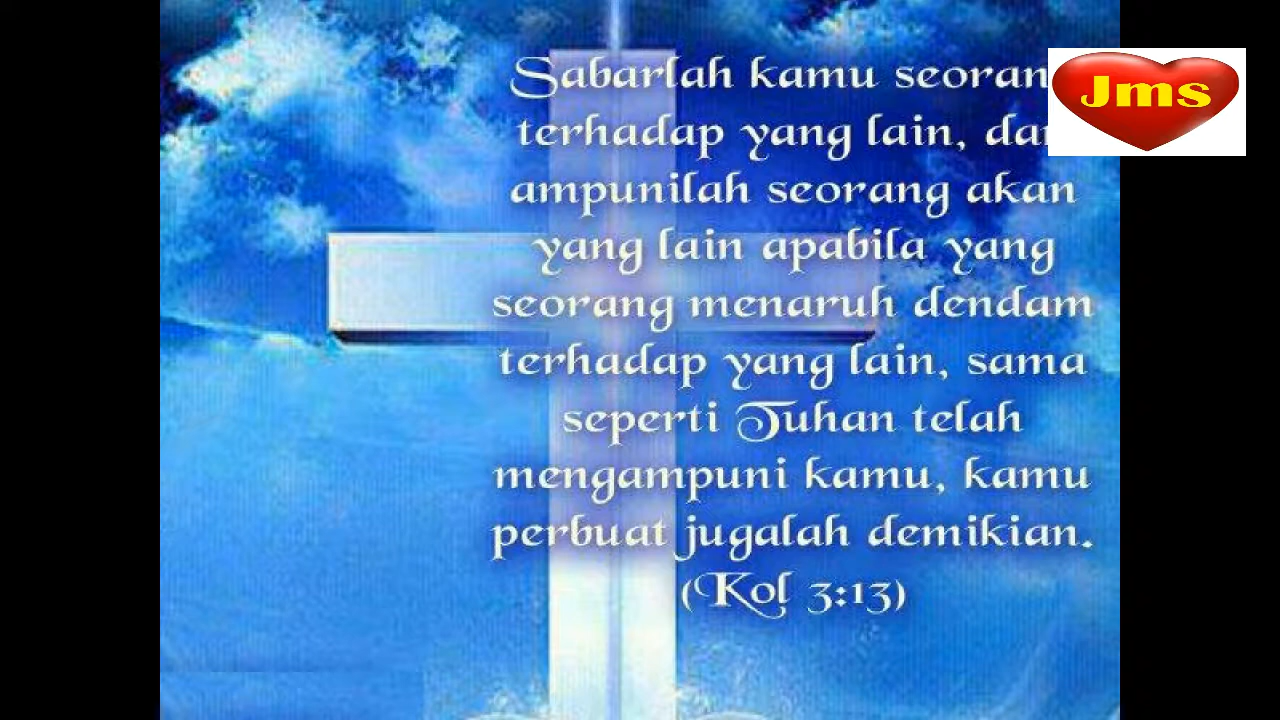 Sabarlah kamu seoran
terhadap yang lain, dan
ampunilah seorang akan
yang lain apabila yang
seorang menaruh dendam
terhadap yang lain, sama
seperti Tuhan telah
mengampuni kamu, kamu
perbuat jugalah demikian.
(Kol 3:13)
Jms